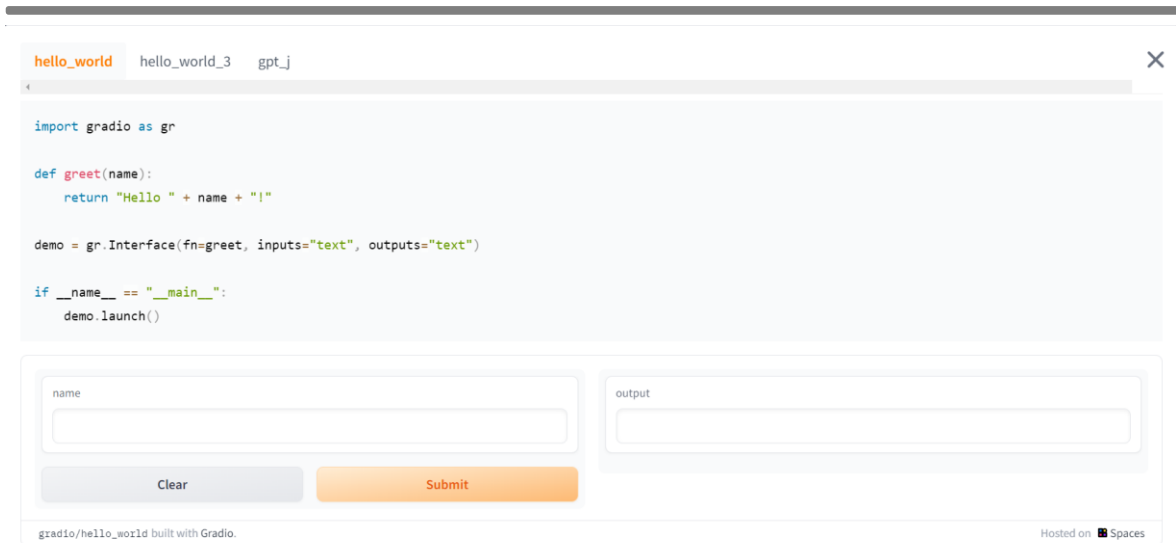 hello_world hello_world_3 gpt_j
import gradio as gr
def greet(name):
    return "Hello " + name + "!"
demo = gr.Interface(fn=greet, inputs="text", outputs="text")
if __name__ == "__main__":
    demo.launch()
name output
Clear Submit
gradio/hello_world built with Gradio. Hosted on Spaces